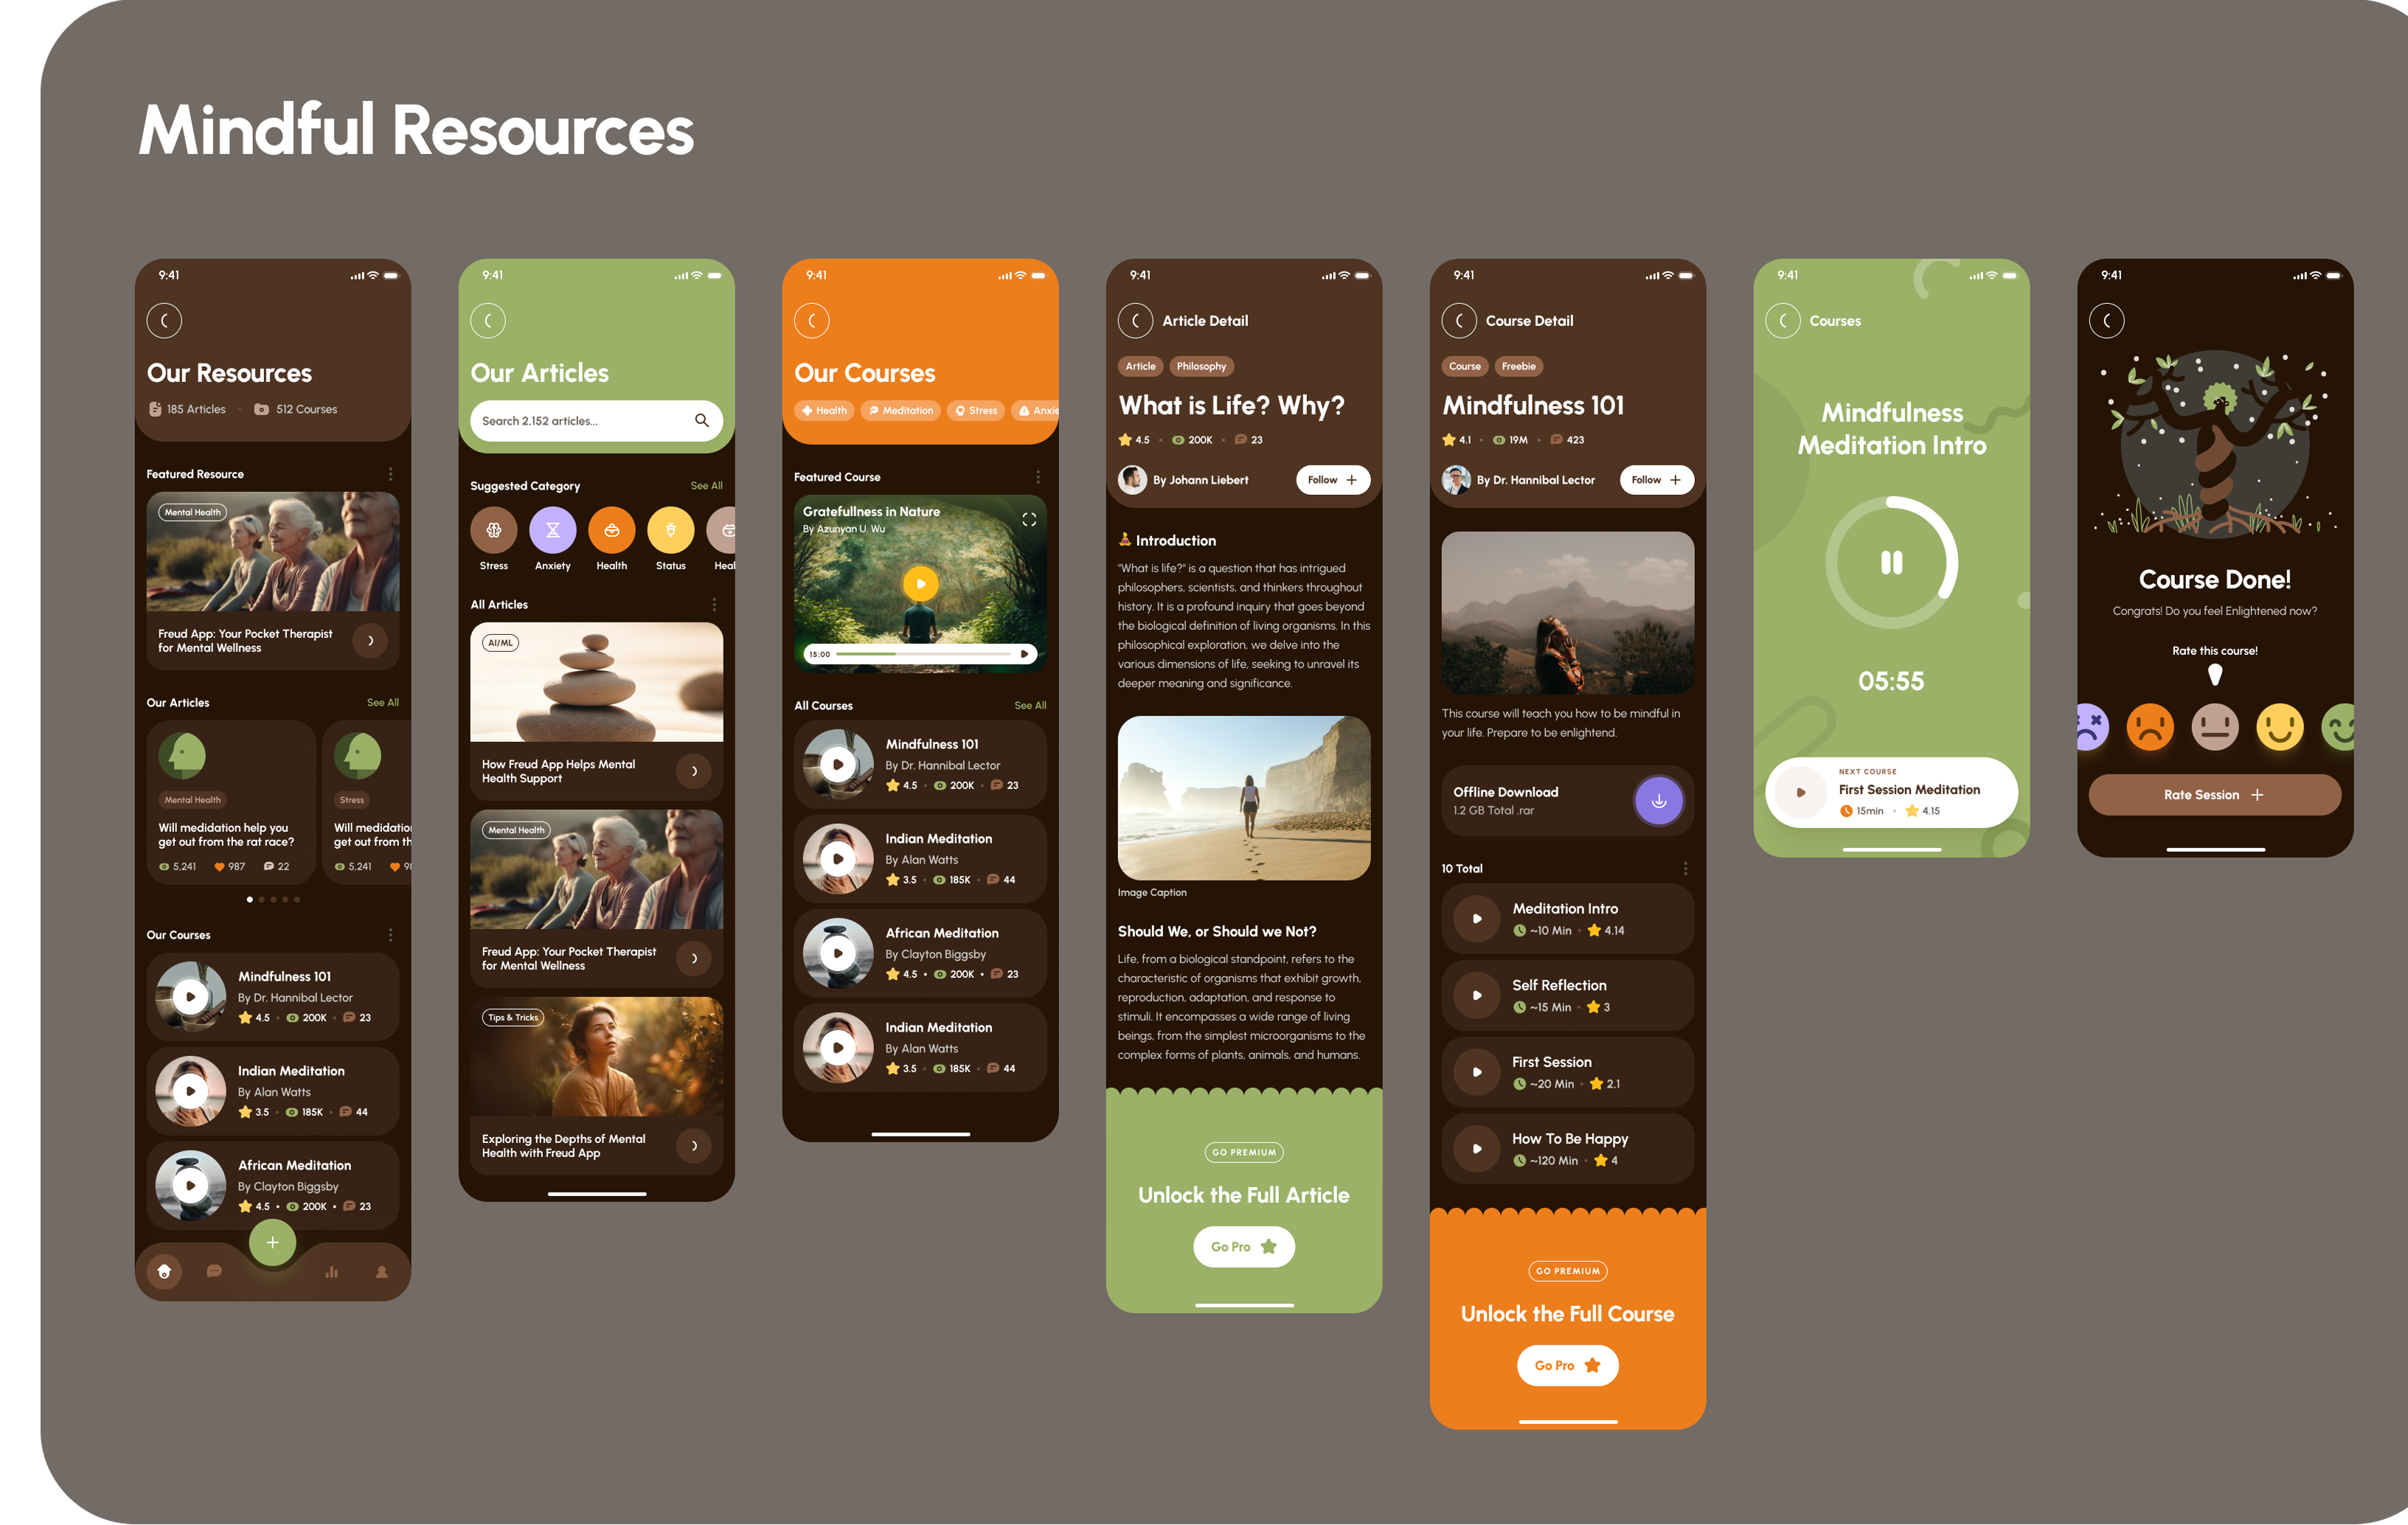 Mindful Resources
9:41
Our Resources
185 Articles
512 Courses
Featured Resource
Mental Health
Freud App: Your Pocket Therapist
for Mental Wellness
Our Articles
See All
Mental Health
Will medidation help you
get out from the rat race?
5,241
987
22
Stress
Will medidation
get out from th
5,241
98
Our Courses
Mindfulness 101
By Dr. Hannibal Lector
4.5
200K
23
Indian Meditation
By Alan Watts
3.5
185K
44
African Meditation
By Clayton Biggsby
4.5
200K
23
9:41
Our Articles
Search 2.152 articles...
Suggested Category
See All
Stress
Anxiety
Health
Status
Heal
All Articles
AI/ML
How Freud App Helps Mental
Health Support
Mental Health
Freud App: Your Pocket Therapist
for Mental Wellness
Tips & Tricks
Exploring the Depths of Mental
Health with Freud App
9:41
Our Courses
Health
Meditation
Stress
Anxie
Featured Course
Gratefullness in Nature
By Azunyan U. Wu
15:00
All Courses
See All
Mindfulness 101
By Dr. Hannibal Lector
4.5
200K
23
Indian Meditation
By Alan Watts
3.5
185K
44
African Meditation
By Clayton Biggsby
4.5
200K
23
Indian Meditation
By Alan Watts
3.5
185K
44
9:41
Article Detail
Article
Philosophy
What is Life? Why?
4.5
200K
23
By Johann Liebert
Follow
Introduction
"What is life?" is a question that has intrigued
philosophers, scientists, and thinkers throughout
history. It is a profound inquiry that goes beyond
the biological definition of living organisms. In this
philosophical exploration, we delve into the
various dimensions of life, seeking to unravel its
deeper meaning and significance.
Image Caption
Should We, or Should we Not?
Life, from a biological standpoint, refers to the
characteristic of organisms that exhibit growth,
reproduction, adaptation, and response to
stimuli. It encompasses a wide range of living
beings, from the simplest microorganisms to the
complex forms of plants, animals, and humans.
GO PREMIUM
Unlock the Full Article
Go Pro
9:41
Course Detail
Course
Freebie
Mindfulness 101
4.1
19M
423
By Dr. Hannibal Lector
Follow
This course will teach you how to be mindful in
your life. Prepare to be enlightend.
Offline Download
1.2 GB Total .rar
10 Total
Meditation Intro
~10 Min
4.14
Self Reflection
~15 Min
3
First Session
~20 Min
2.1
How To Be Happy
~120 Min
4
GO PREMIUM
Unlock the Full Course
Go Pro
9:41
Courses
Mindfulness
Meditation Intro
05:55
NEXT COURSE
First Session Meditation
15min
4.15
9:41
Course Done!
Congrats! Do you feel Enlightened now?
Rate this course!
Rate Session